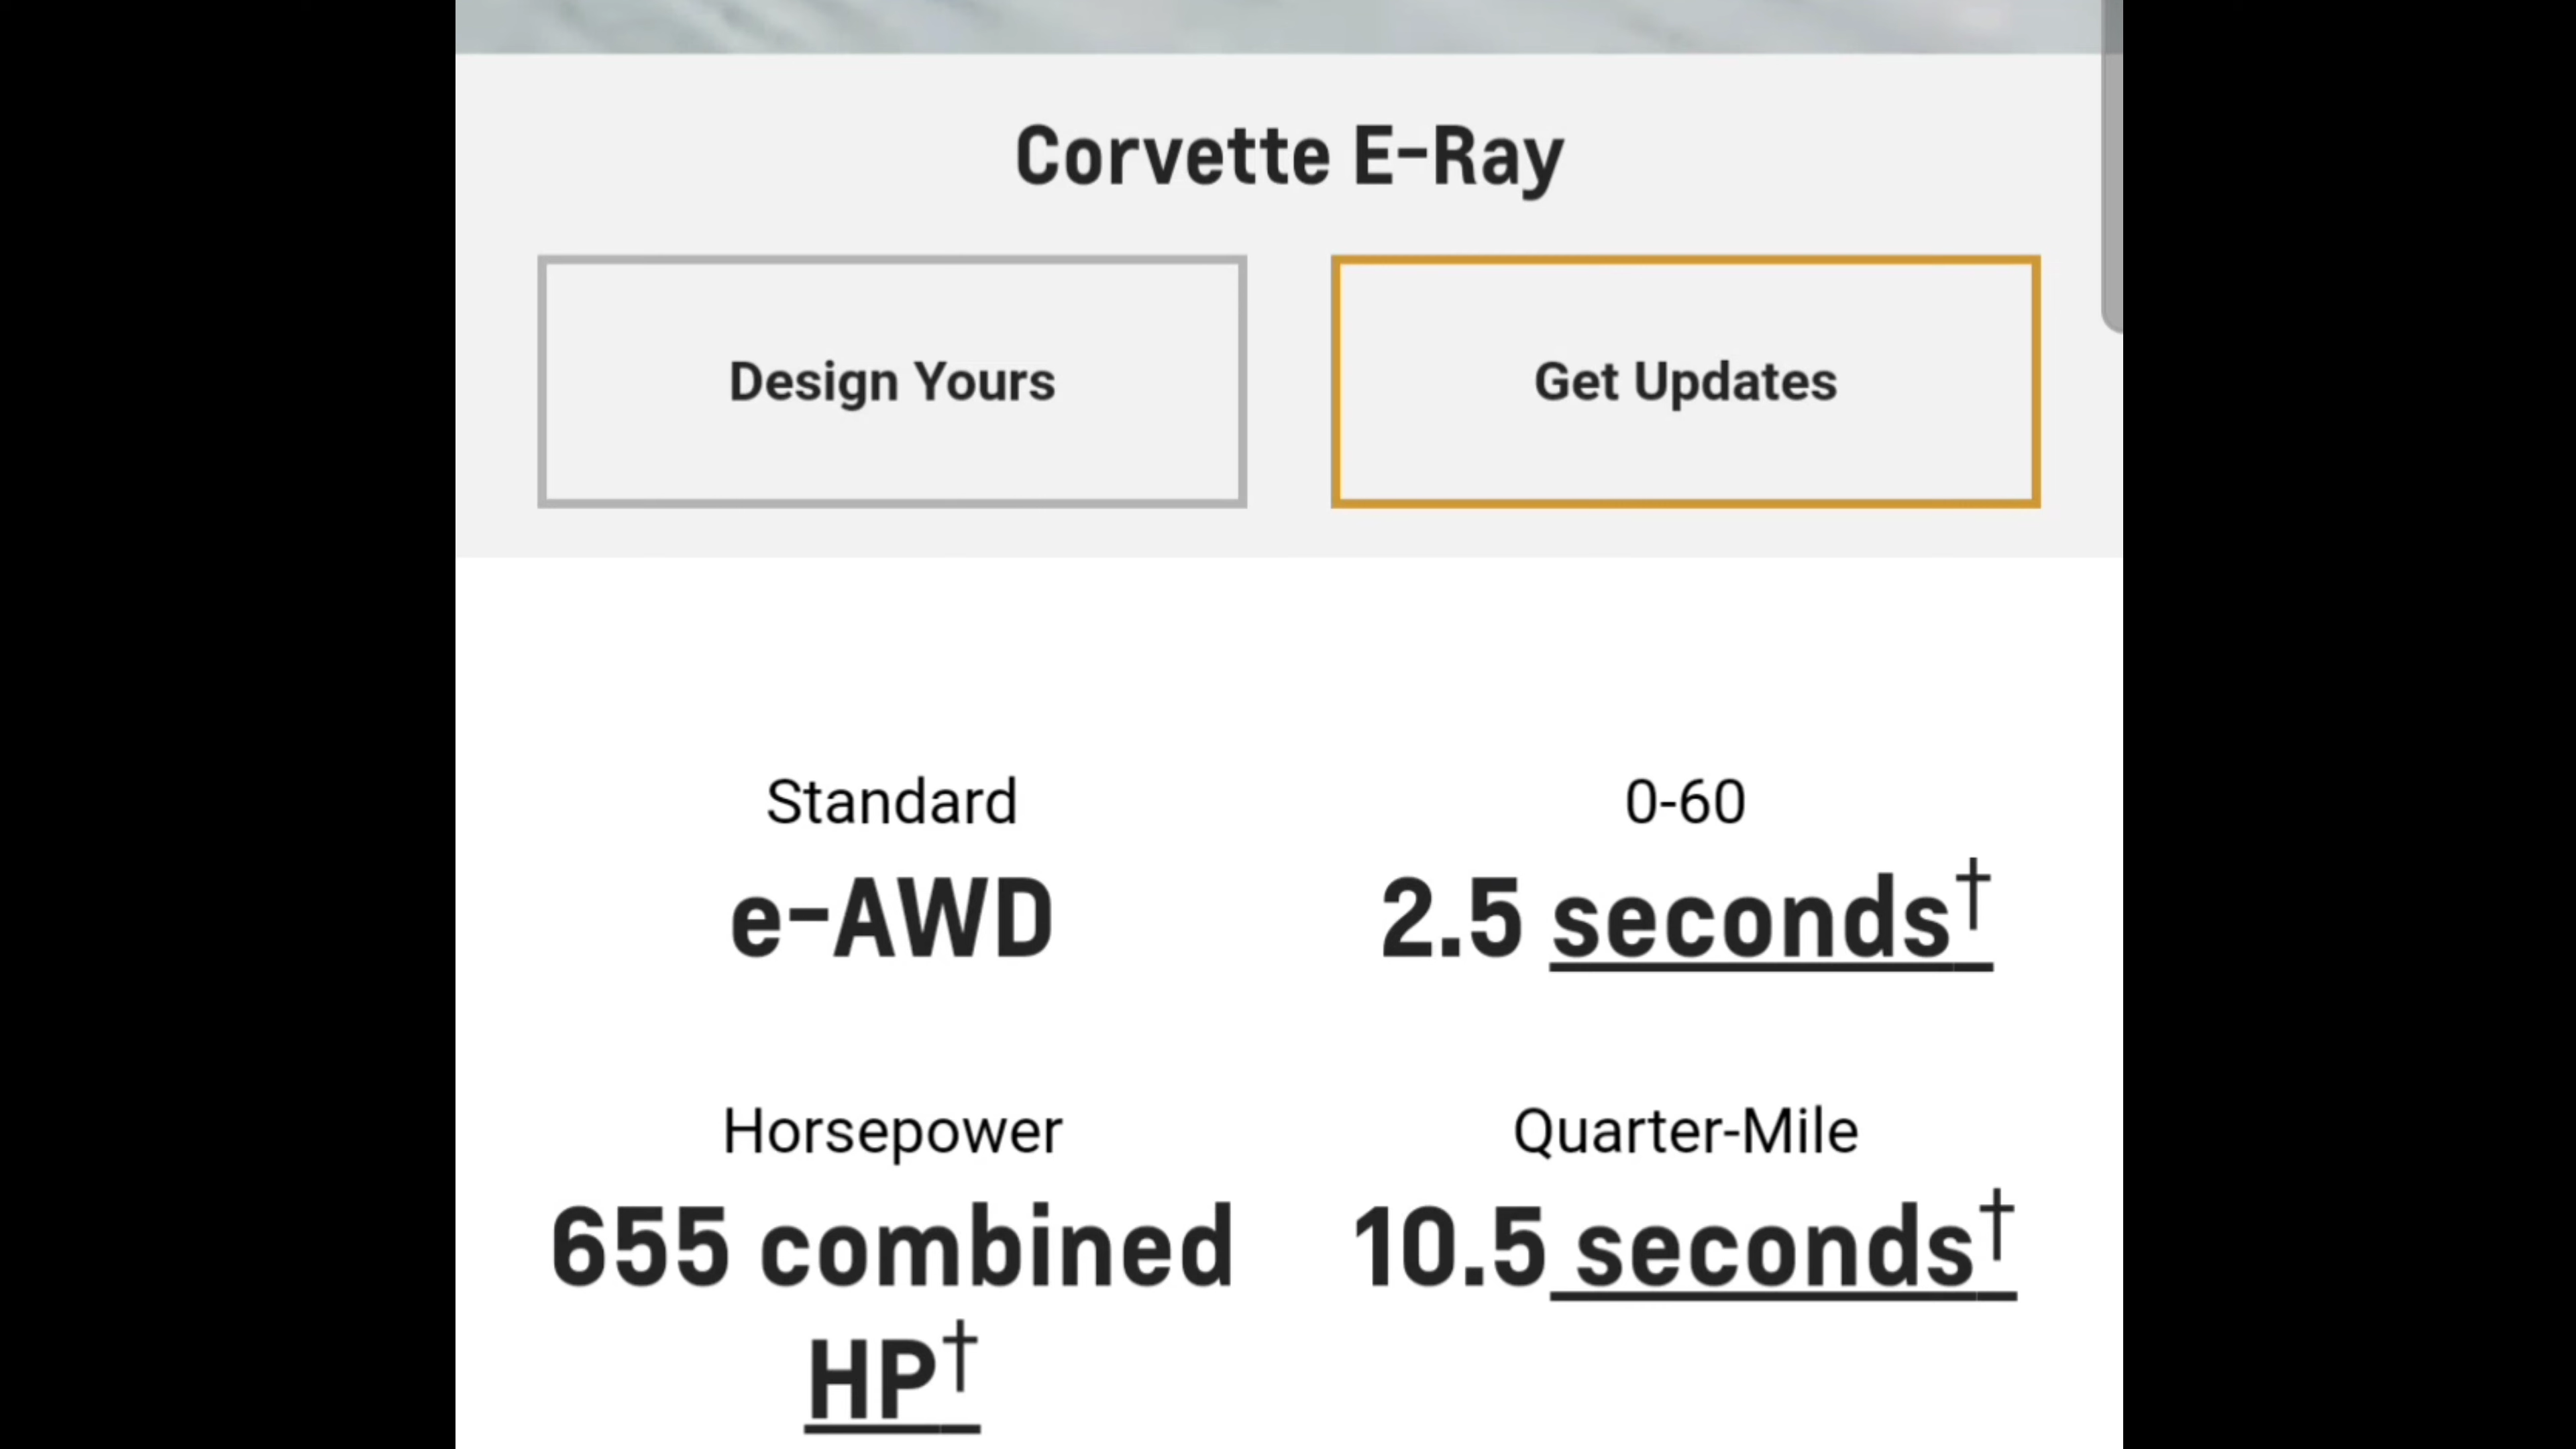 Corvette E-Ray
Design Yours
Get Updates
Standard
e-AWD
0-60
2.5 seconds†
Horsepower
655 combined
HP†
Quarter-Mile
10.5 seconds†